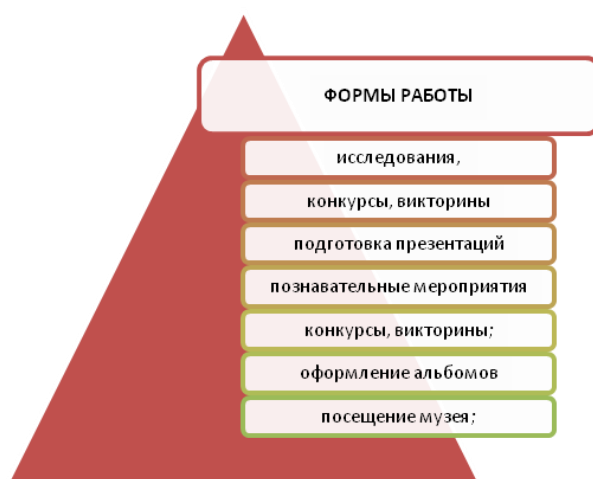 ФОРМЫ РАБОТЫ
исследования,
конкурсы, викторины
подготовка презентаций
познавательные мероприятия
конкурсы, викторины;
оформление альбомов
посещение музея;